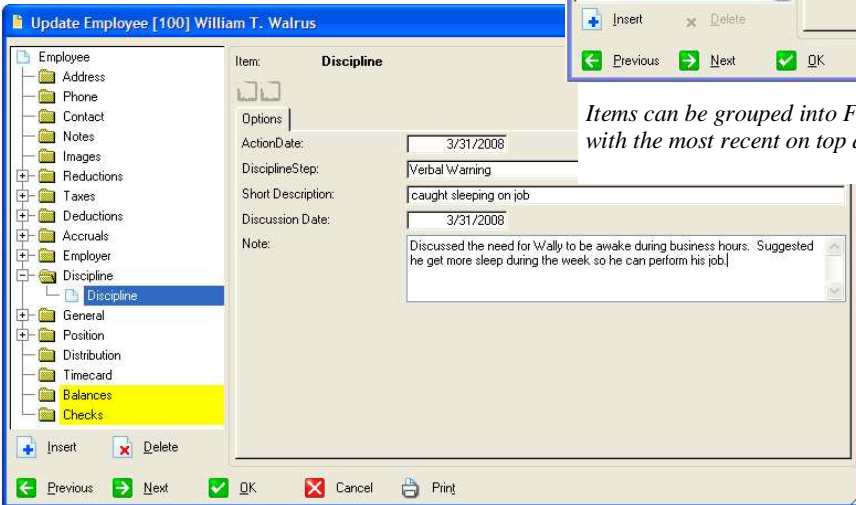 Update Employee [100] William T. Walrus
Employee
Address
Phone
Contact
Notes
Images
Reductions
Taxes
Deductions
Accruals
Employer
Discipline
Discipline
General
Position
Distribution
Timecard
Balances
Checks
Insert
Delete
Item: Discipline
Options
ActionDate: 3/31/2008
DisciplineStep: Verbal Warning
Short Description: caught sleeping on job
Discussion Date: 3/31/2008
Note: Discussed the need for Wally to be awake during business hours. Suggested
he get more sleep during the week so he can perform his job.
Previous Next OK Cancel Print
Insert Delete
Previous Next OK
Items can be grouped into F
with the most recent on top